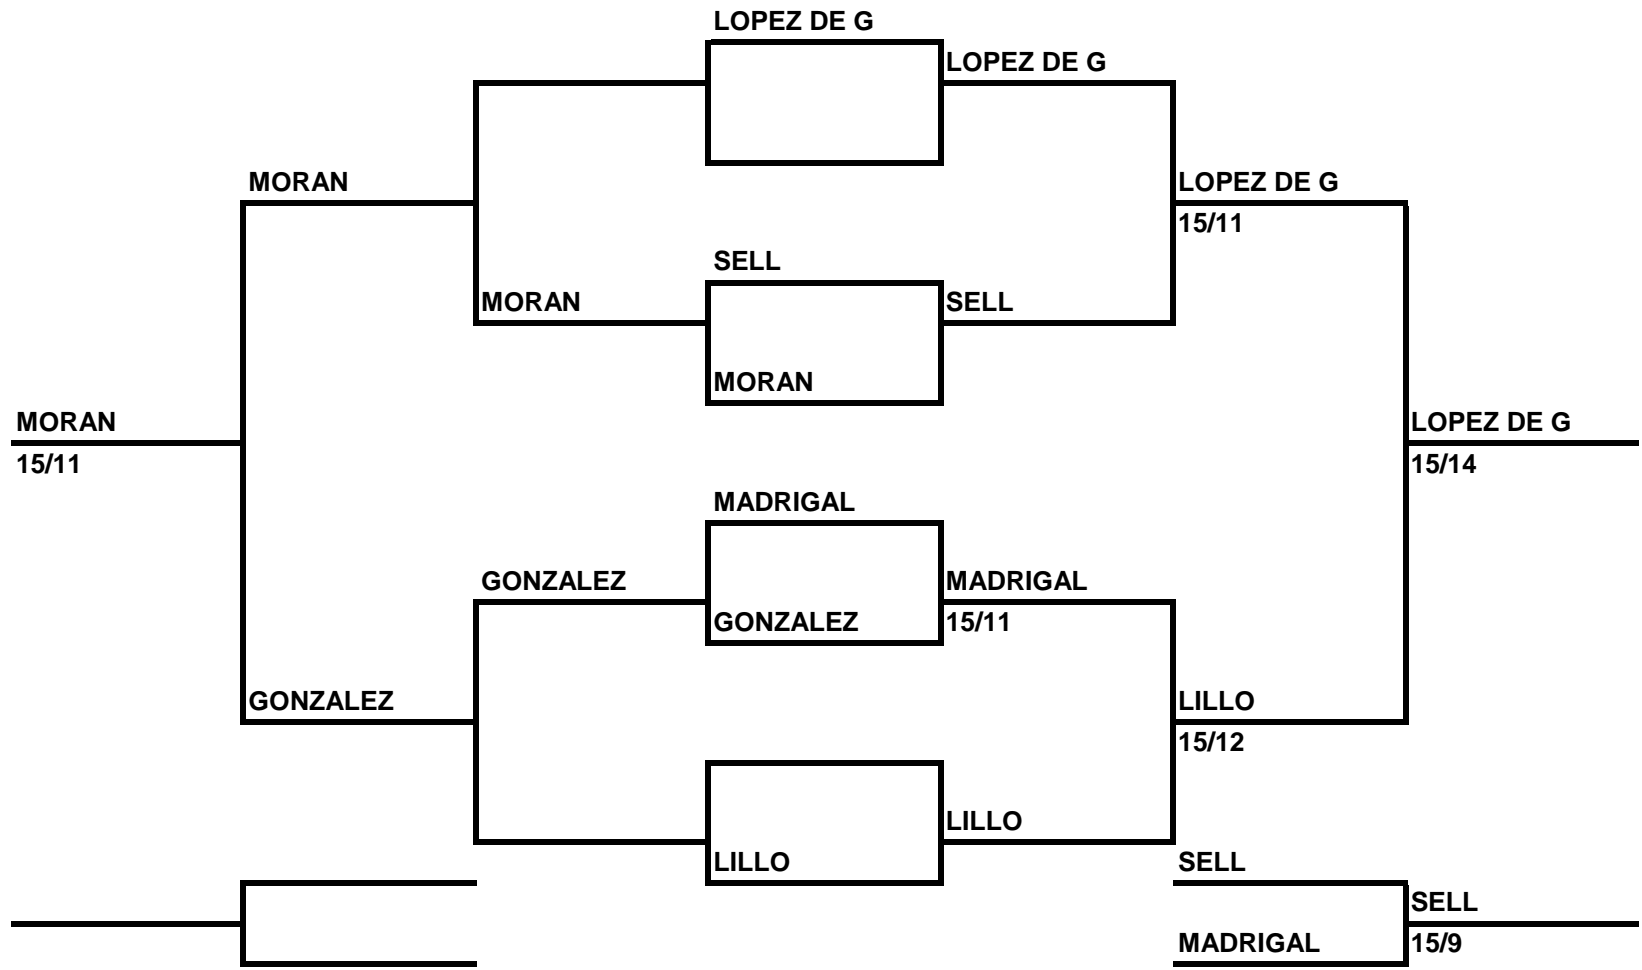 LOPEZ DE G
LOPEZ DE G
MORAN
LOPEZ DE G
15/11
SELL
MORAN
SELL
MORAN
MORAN
15/11
LOPEZ DE G
15/14
MADRIGAL
GONZALEZ
MADRIGAL
GONZALEZ
15/11
GONZALEZ
LILLO
15/12
LILLO
LILLO
SELL
SELL
MADRIGAL
15/9